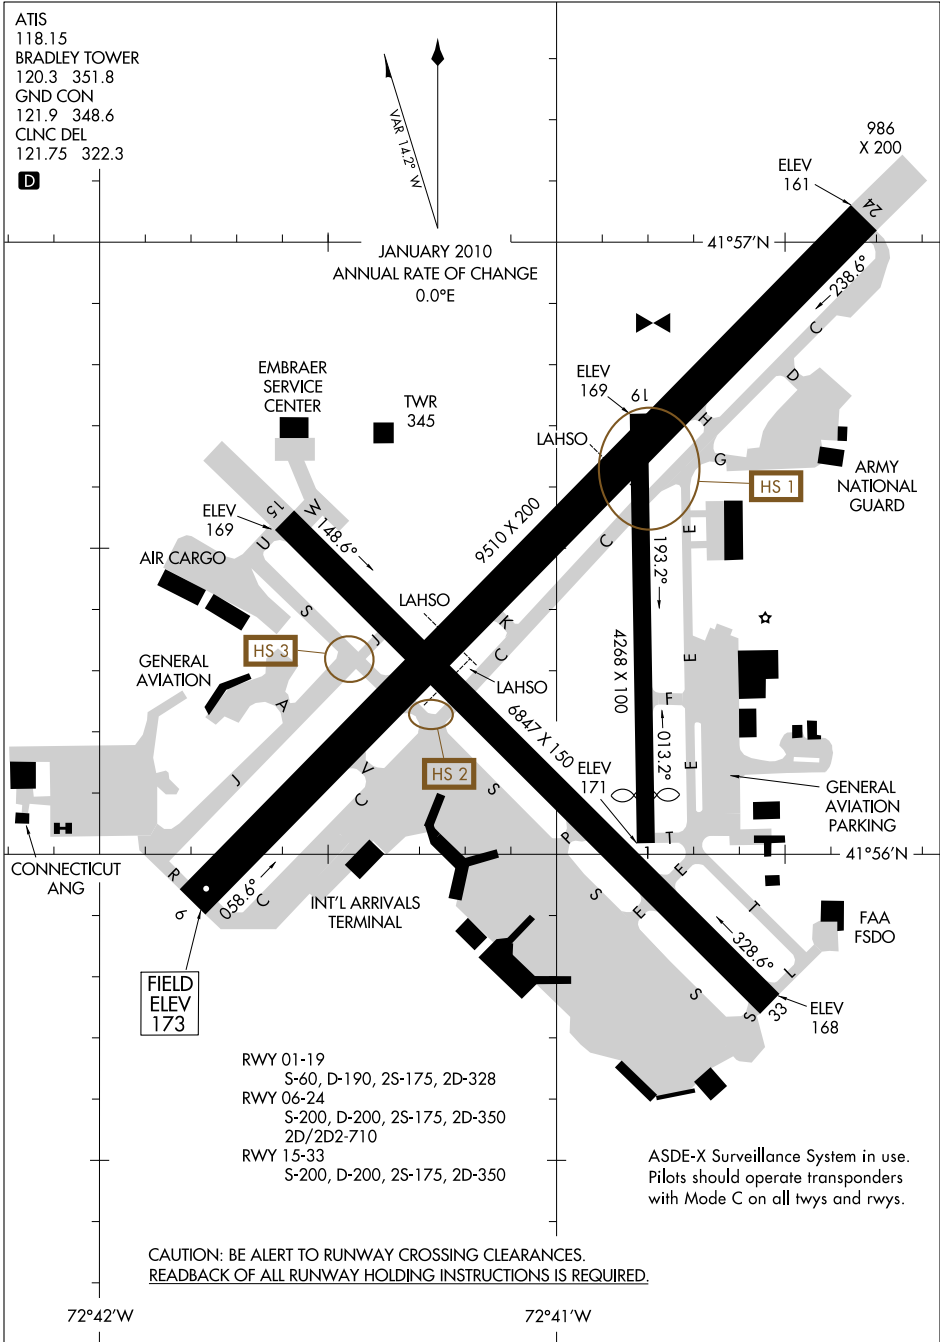 ATIS
118.15
BRADLEY TOWER
120.3 351.8
GND CON
121.9 348.6
CLNC DEL
121.75 322.3
D
VAR 14.2° W
JANUARY 2010
ANNUAL RATE OF CHANGE
0.0°E
986
X 200
ELEV
161
24
41°57'N
238.6°
C
D
EMBRAER
SERVICE
CENTER
TWR
345
ELEV
169
19
LAHSO
H
G
HS 1
ARMY
NATIONAL
GUARD
ELEV
169
15
W
148.6°
U
AIR CARGO
S
9510 X 200
C
193.2°
E
LAHSO
J
K
C
HS 3
GENERAL
AVIATION
A
LAHSO
4268 X 100
E
F
6847 X 150
013.2°
E
J
V
C
HS 2
S
ELEV
171
GENERAL
AVIATION
PARKING
H
CONNECTICUT
ANG
1
T
P
41°56'N
R
6
058.6°
C
INT'L ARRIVALS
TERMINAL
S
E
E
T
FAA
FSDO
328.6°
L
S
S
33
ELEV
168
FIELD
ELEV
173
RWY 01-19
S-60, D-190, 2S-175, 2D-328
RWY 06-24
S-200, D-200, 2S-175, 2D-350
2D/2D2-710
RWY 15-33
S-200, D-200, 2S-175, 2D-350
ASDE-X Surveillance System in use.
Pilots should operate transponders
with Mode C on all twys and rwys.
CAUTION: BE ALERT TO RUNWAY CROSSING CLEARANCES.
READBACK OF ALL RUNWAY HOLDING INSTRUCTIONS IS REQUIRED.
72°42'W
72°41'W